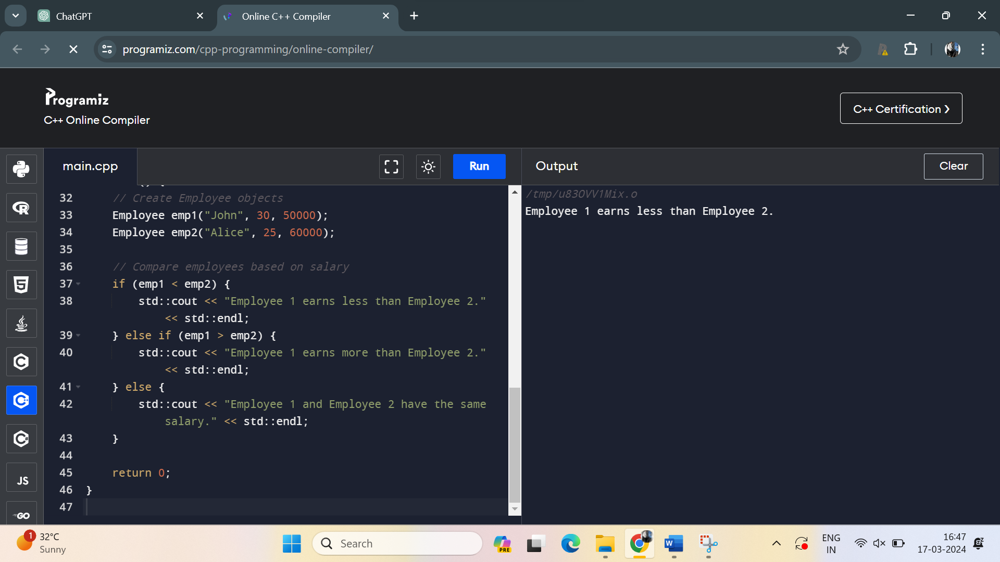 ChatGPT
Online C++ Compiler
programiz.com/cpp-programming/online-compiler/
Programiz
C++ Online Compiler
C++ Certification ❯
main.cpp
Run
Output
Clear
32 // Create Employee objects
33 Employee emp1("John", 30, 50000);
34 Employee emp2("Alice", 25, 60000);
35
36 // Compare employees based on salary
37 if (emp1 < emp2) {
38 std::cout << "Employee 1 earns less than Employee 2."
<< std::endl;
39 } else if (emp1 > emp2) {
40 std::cout << "Employee 1 earns more than Employee 2."
<< std::endl;
41 } else {
42 std::cout << "Employee 1 and Employee 2 have the same
salary." << std::endl;
43 }
44
45 return 0;
46 }
47
/tmp/u83OVV1Mix.o
Employee 1 earns less than Employee 2.
JS
GO
1
32°C
Sunny
Search
PRE
W
ENG
IN
16:47
17-03-2024